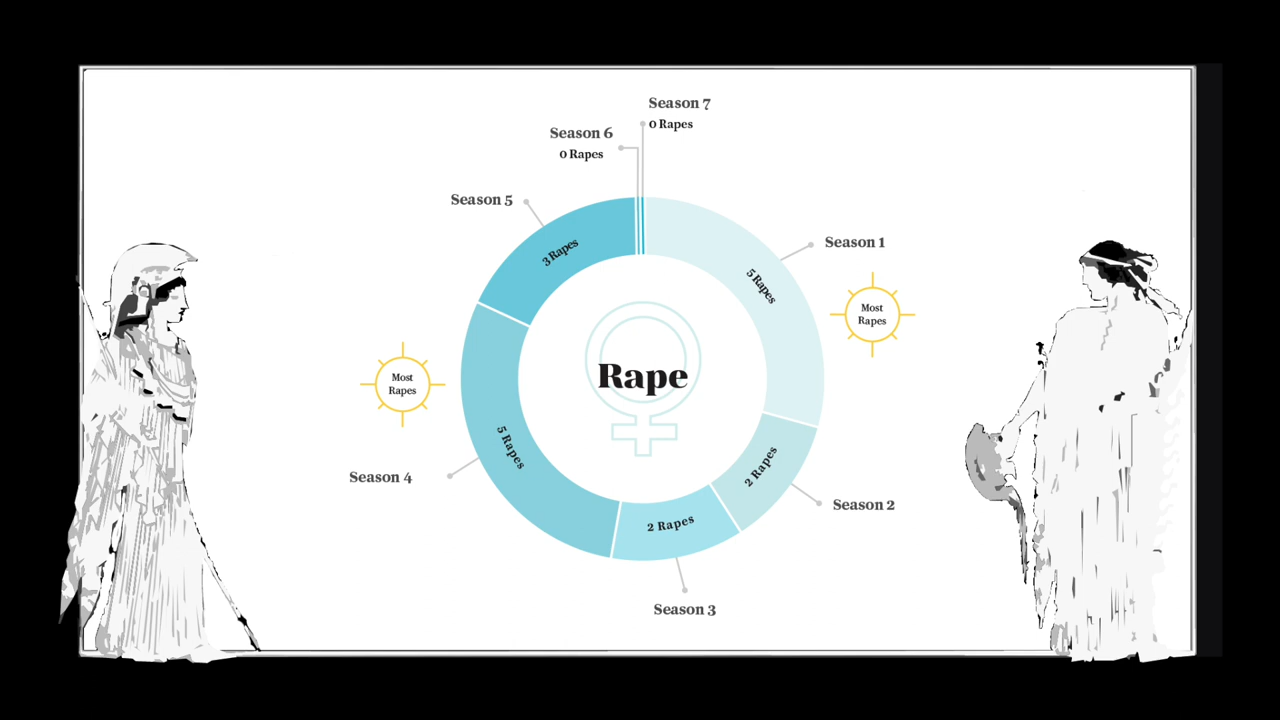 Season 7
0 Rapes
Season 6
0 Rapes
Season 5
3 Rapes
Season 1
5 Rapes
Most
Rapes
Rape
Most
Rapes
5 Rapes
Season 4
2 Rapes
Season 2
2 Rapes
Season 3